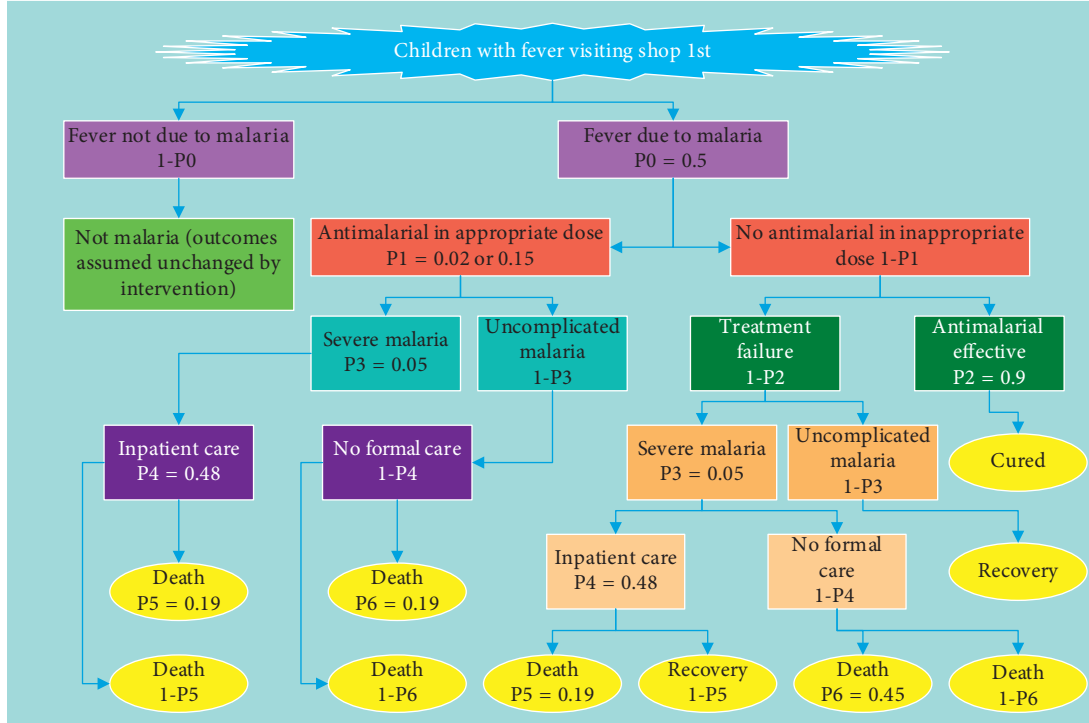 Children with fever visiting shop 1st
Fever not due to malaria
1-P0
Fever due to malaria
P0 = 0.5
Not malaria (outcomes
assumed unchanged by
intervention)
Antimalarial in appropriate dose
P1 = 0.02 or 0.15
No antimalarial in inappropriate
dose 1-P1
Severe malaria
P3 = 0.05
Uncomplicated
malaria
1-P3
Treatment
failure
1-P2
Antimalarial
effective
P2 = 0.9
Inpatient care
P4 = 0.48
No formal care
1-P4
Severe malaria
P3 = 0.05
Uncomplicated
malaria
1-P3
Cured
Death
P5 = 0.19
Death
P6 = 0.19
Inpatient care
P4 = 0.48
No formal
care
1-P4
Recovery
Death
1-P5
Death
1-P6
Death
P5 = 0.19
Recovery
1-P5
Death
P6 = 0.45
Death
1-P6